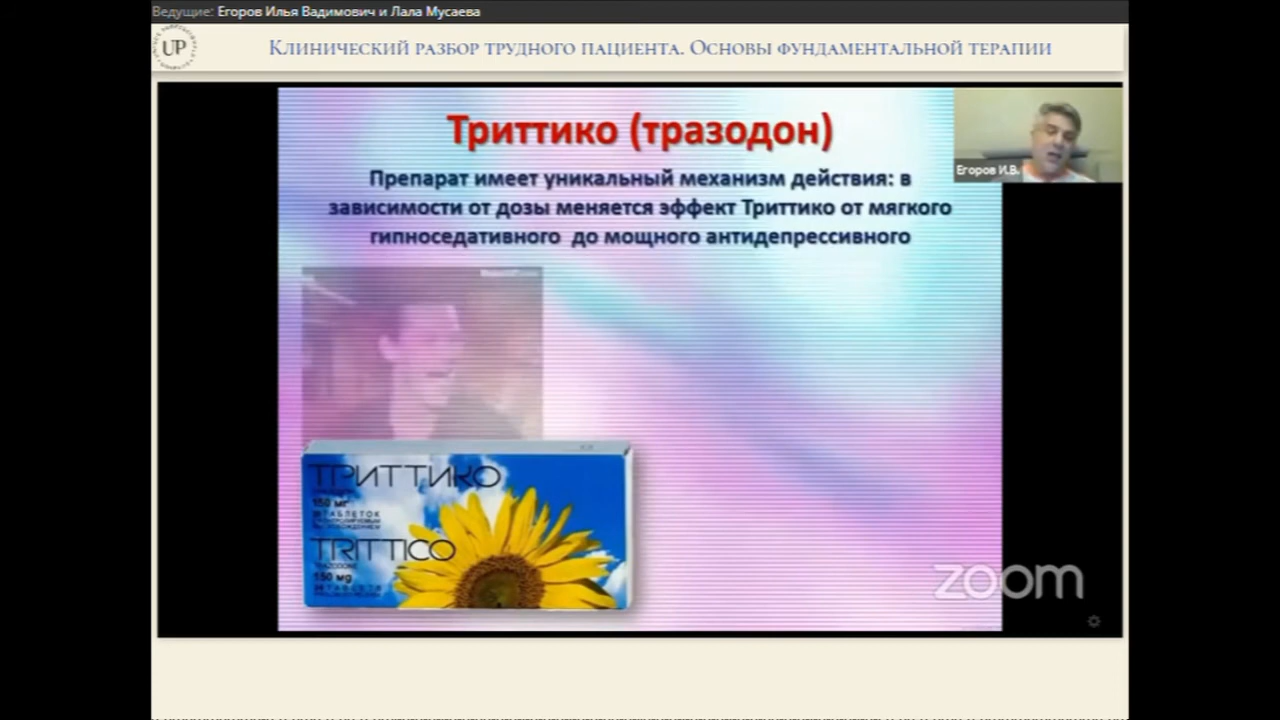 Ведущие: Егоров Илья Вадимович и Лала Мусаева
UP
Клинический разбор трудного пациента. Основы фундаментальной терапии
Триттико (тразодон)
Егоров И.В.
Препарат имеет уникальный механизм действия: в
зависимости от дозы меняется эффект Триттико от мягкого
гипноседативного до мощного антидепрессивного
ТРИТТИКО
150 мг
ТАБЛЕТОК
TRITTICO
TRAZODONE
150 mg
zoom